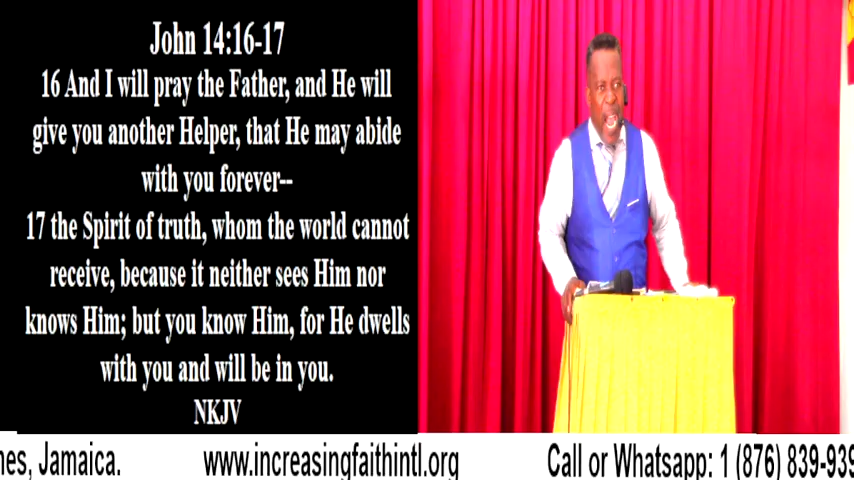 John 14:16-17
16 And I will pray the Father, and He will
give you another Helper, that He may abide
with you forever--
17 the Spirit of truth, whom the world cannot
receive, because it neither sees Him nor
knows Him; but you know Him, for He dwells
with you and will be in you.
NKJV
Jamaica. www.increasingfaithintl.org Call or Whatsapp: 1 (876) 839-939